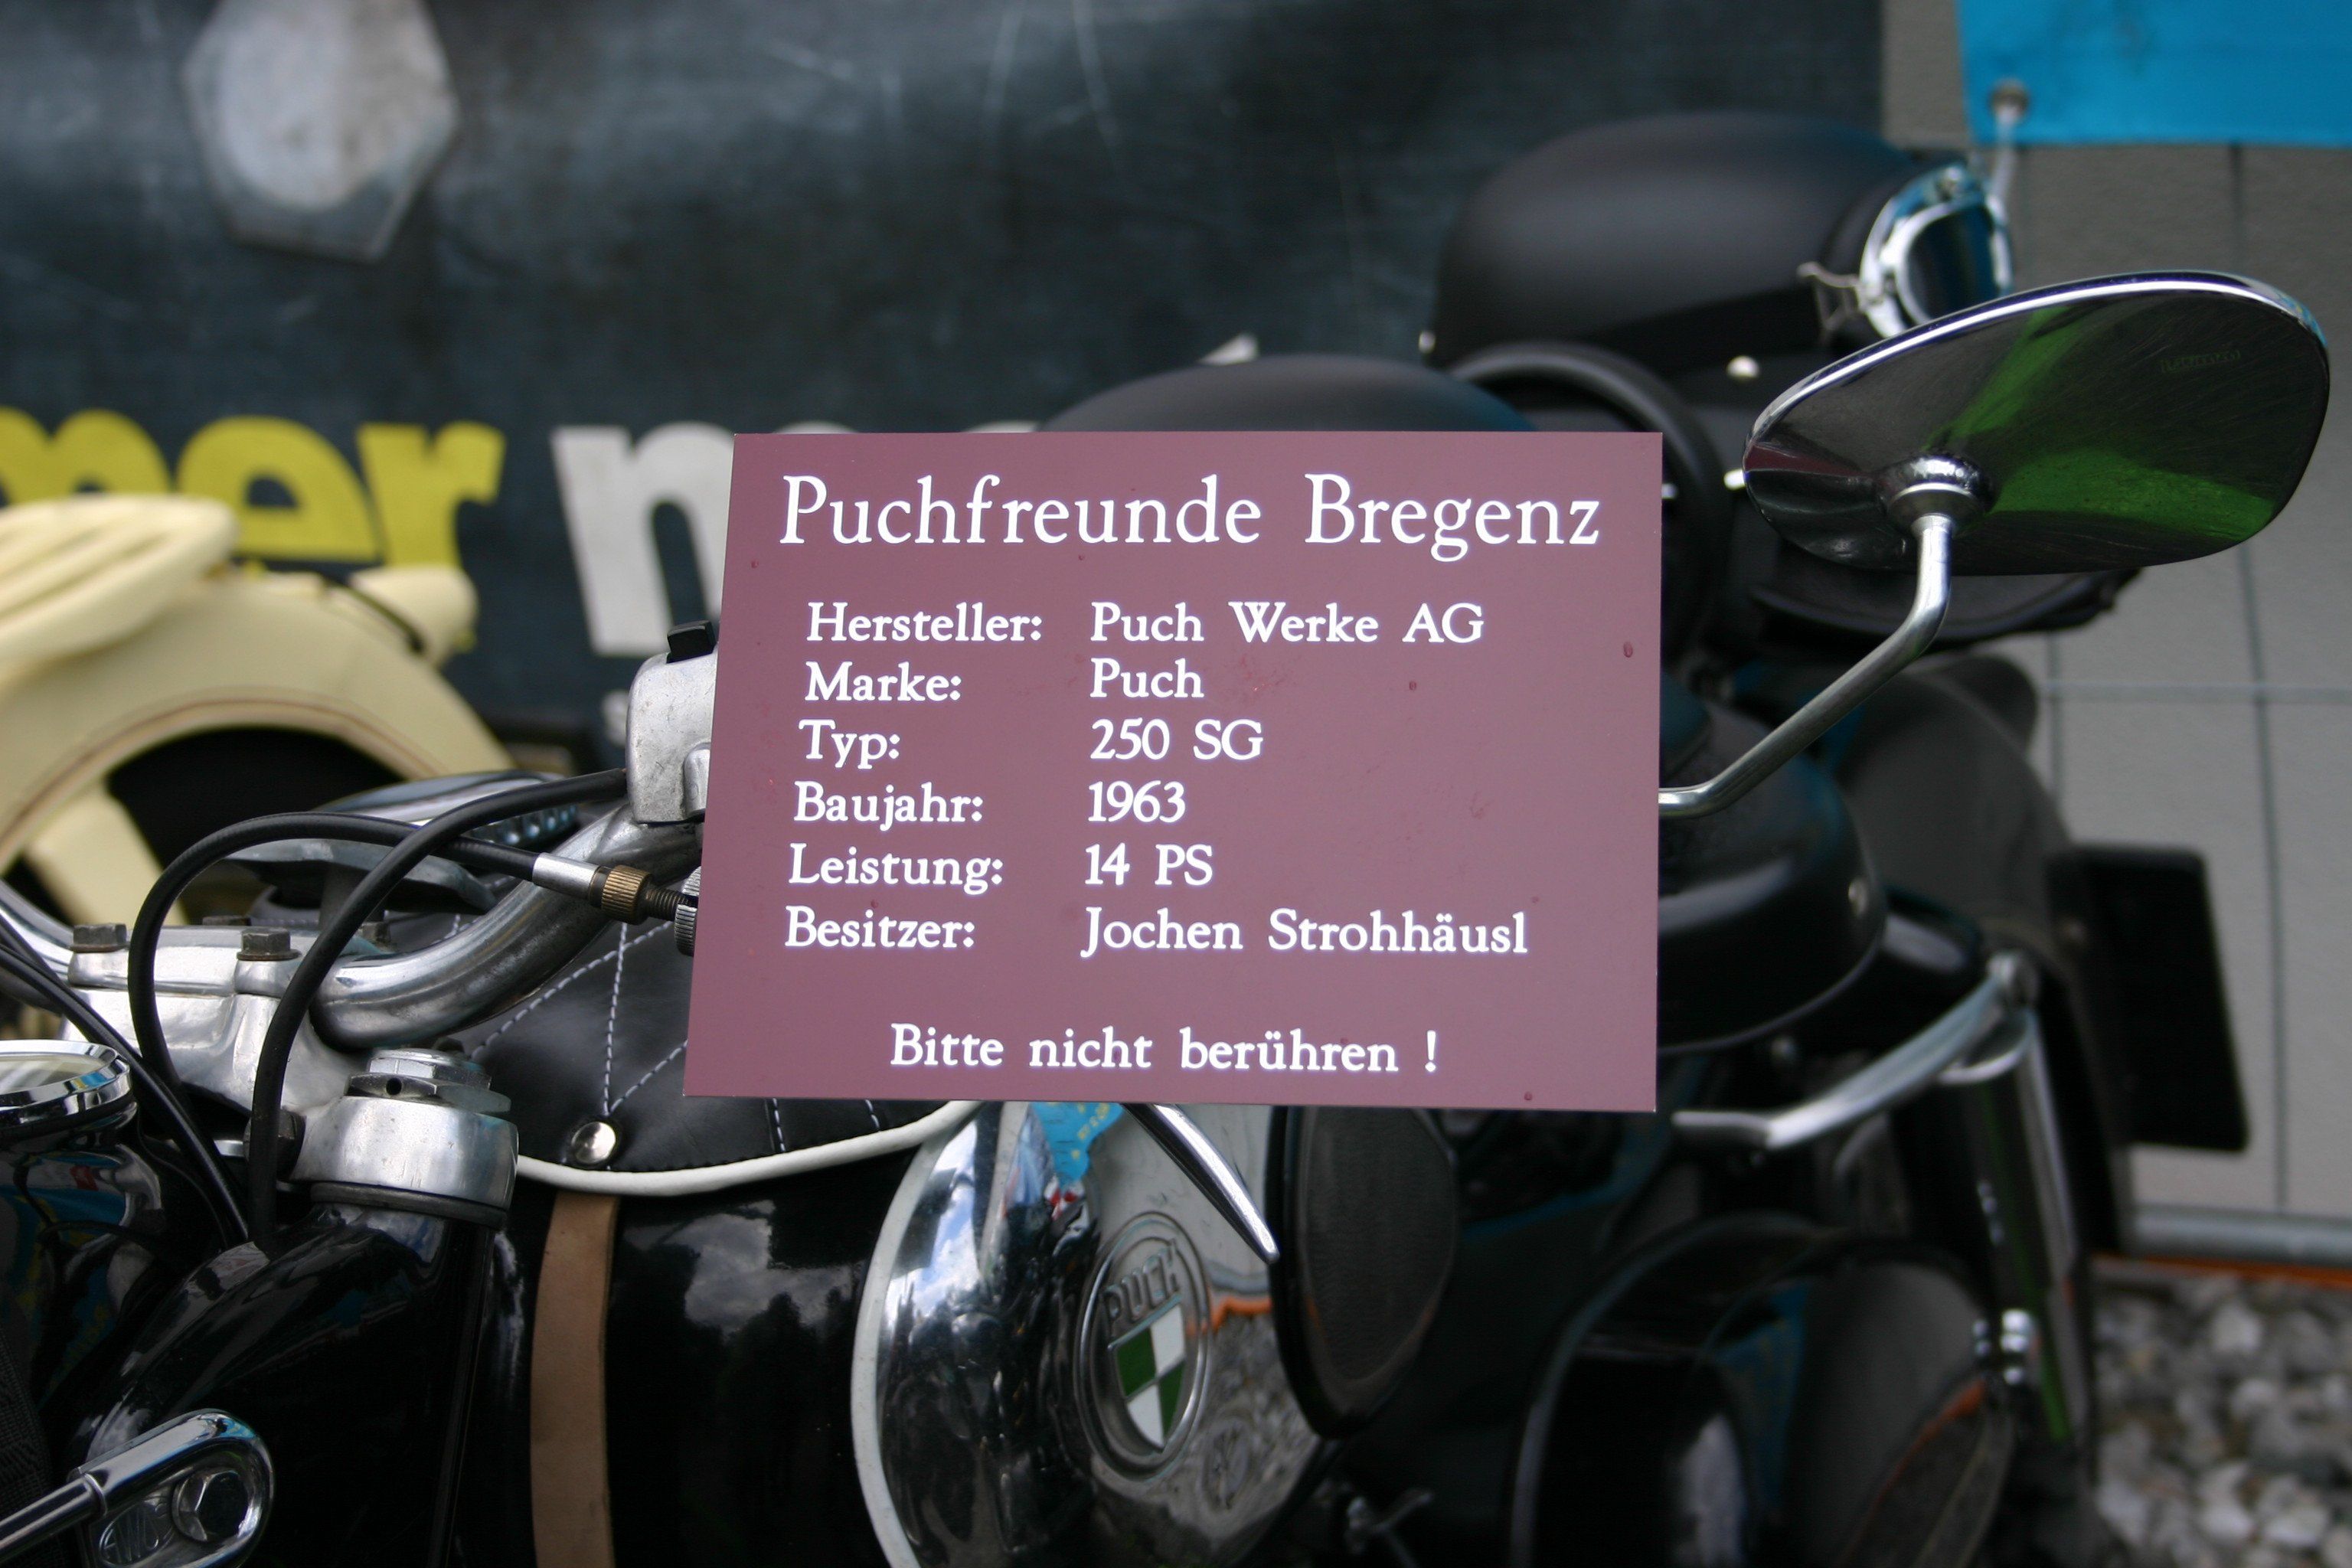 Puchfreunde Bregenz
Hersteller: Puch Werke AG
Marke: Puch
Typ: 250 SG
Baujahr: 1963
Leistung: 14 PS
Besitzer: Jochen Strohhäusl
Bitte nicht berühren !
PUCH